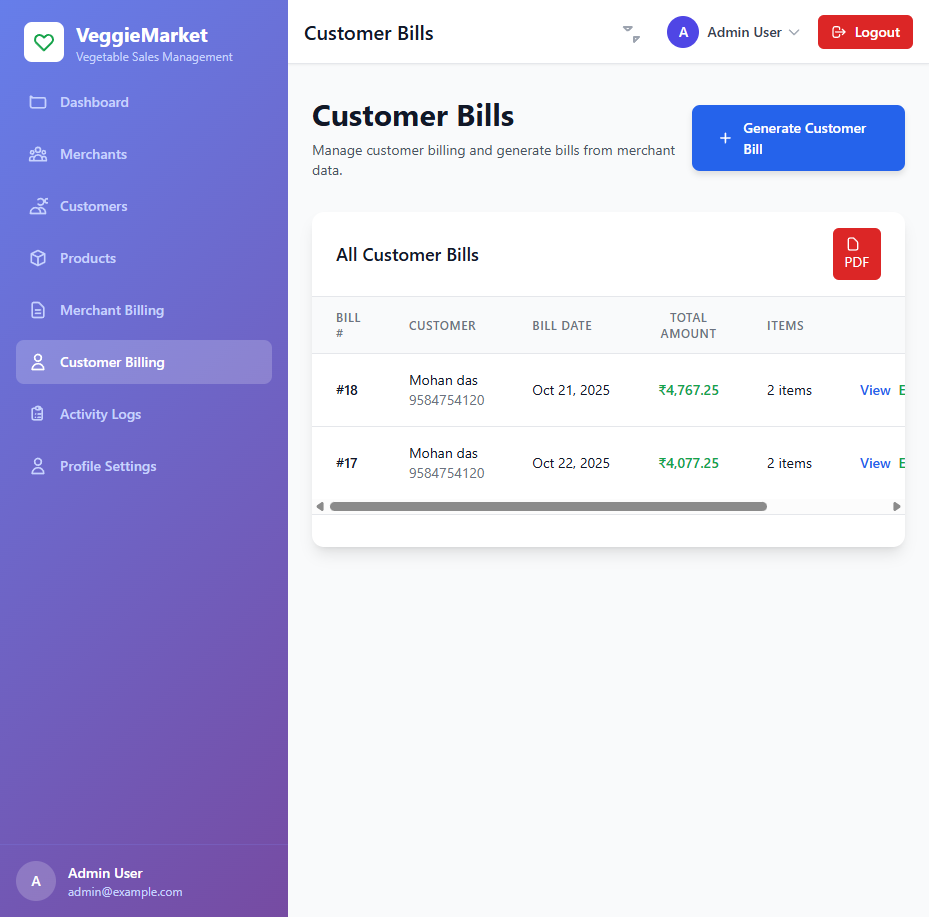 VeggieMarket
Vegetable Sales Management
Dashboard
Merchants
Customers
Products
Merchant Billing
Customer Billing
Activity Logs
Profile Settings
A
Admin User
admin@example.com
Customer Bills
A
Admin User
Logout
Customer Bills
Manage customer billing and generate bills from merchant
data.
Generate Customer
Bill
All Customer Bills
PDF
BILL
#
CUSTOMER
BILL DATE
TOTAL
AMOUNT
ITEMS
#18
Mohan das
9584754120
Oct 21, 2025
₹4,767.25
2 items
View
#17
Mohan das
9584754120
Oct 22, 2025
₹4,077.25
2 items
View